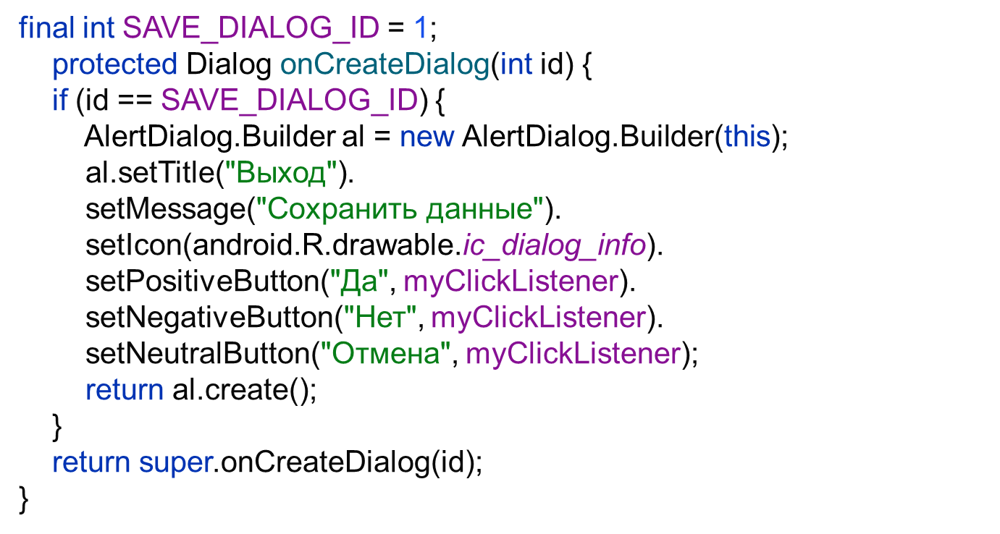 final int SAVE_DIALOG_ID = 1;
protected Dialog onCreateDialog(int id) {
if (id == SAVE_DIALOG_ID) {
AlertDialog.Builder al = new AlertDialog.Builder(this);
al.setTitle("Выход").
setMessage("Сохранить данные").
setIcon(android.R.drawable.ic_dialog_info).
setPositiveButton("Да", myClickListener).
setNegativeButton("Нет", myClickListener).
setNeutralButton("Отмена", myClickListener);
return al.create();
}
return super.onCreateDialog(id);
}